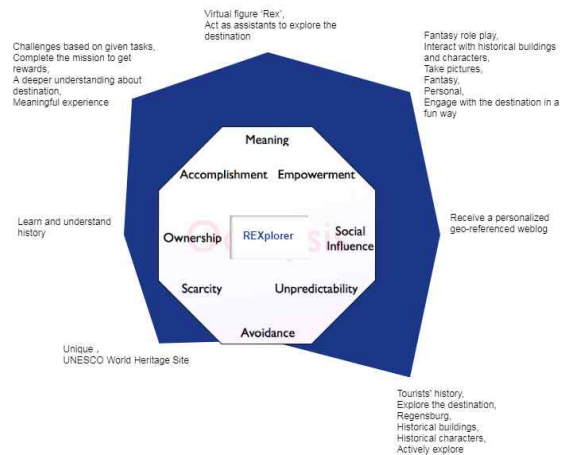 Virtual figure 'Rex',
Act as assistants to explore the
destination
Challenges based on given tasks,
Complete the mission to get
rewards,
A deeper understanding about
destination,
Meaningful experience
Fantasy role play,
Interact with historical buildings
and characters,
Take pictures,
Fantasy,
Personal,
Engage with the destination in a
fun way
Meaning
Accomplishment
Empowerment
Learn and understand
history
Ownership
REXplorer
Social
Influence
Receive a personalized
geo-referenced weblog
Scarcity
Unpredictability
Avoidance
Unique ,
UNESCO World Heritage Site
Tourists' history,
Explore the destination,
Regensburg,
Historical buildings,
Historical characters,
Actively explore